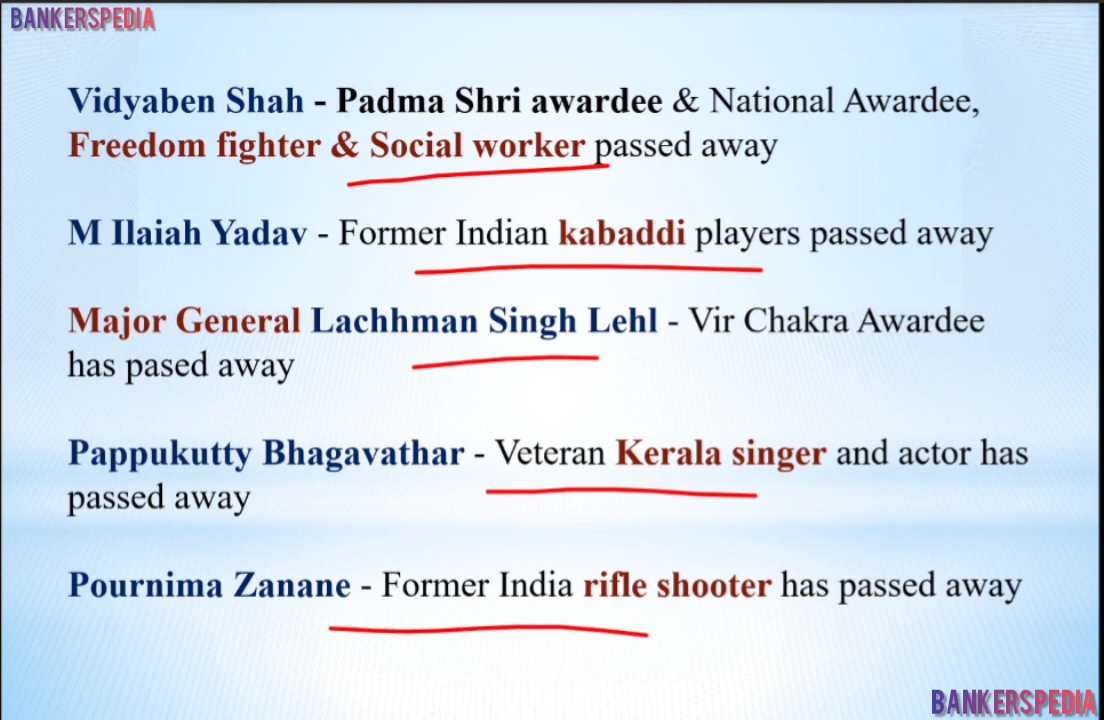 BANKERSPEDIA
Vidyaben Shah - Padma Shri awardee & National Awardee,
Freedom fighter & Social worker passed away
M Ilaiah Yadav - Former Indian kabaddi players passed away
Major General Lachhman Singh Lehl - Vir Chakra Awardee
has pased away
Pappukutty Bhagavathar - Veteran Kerala singer and actor has
passed away
Pournima Zanane - Former India rifle shooter has passed away
BANKERSPEDIA